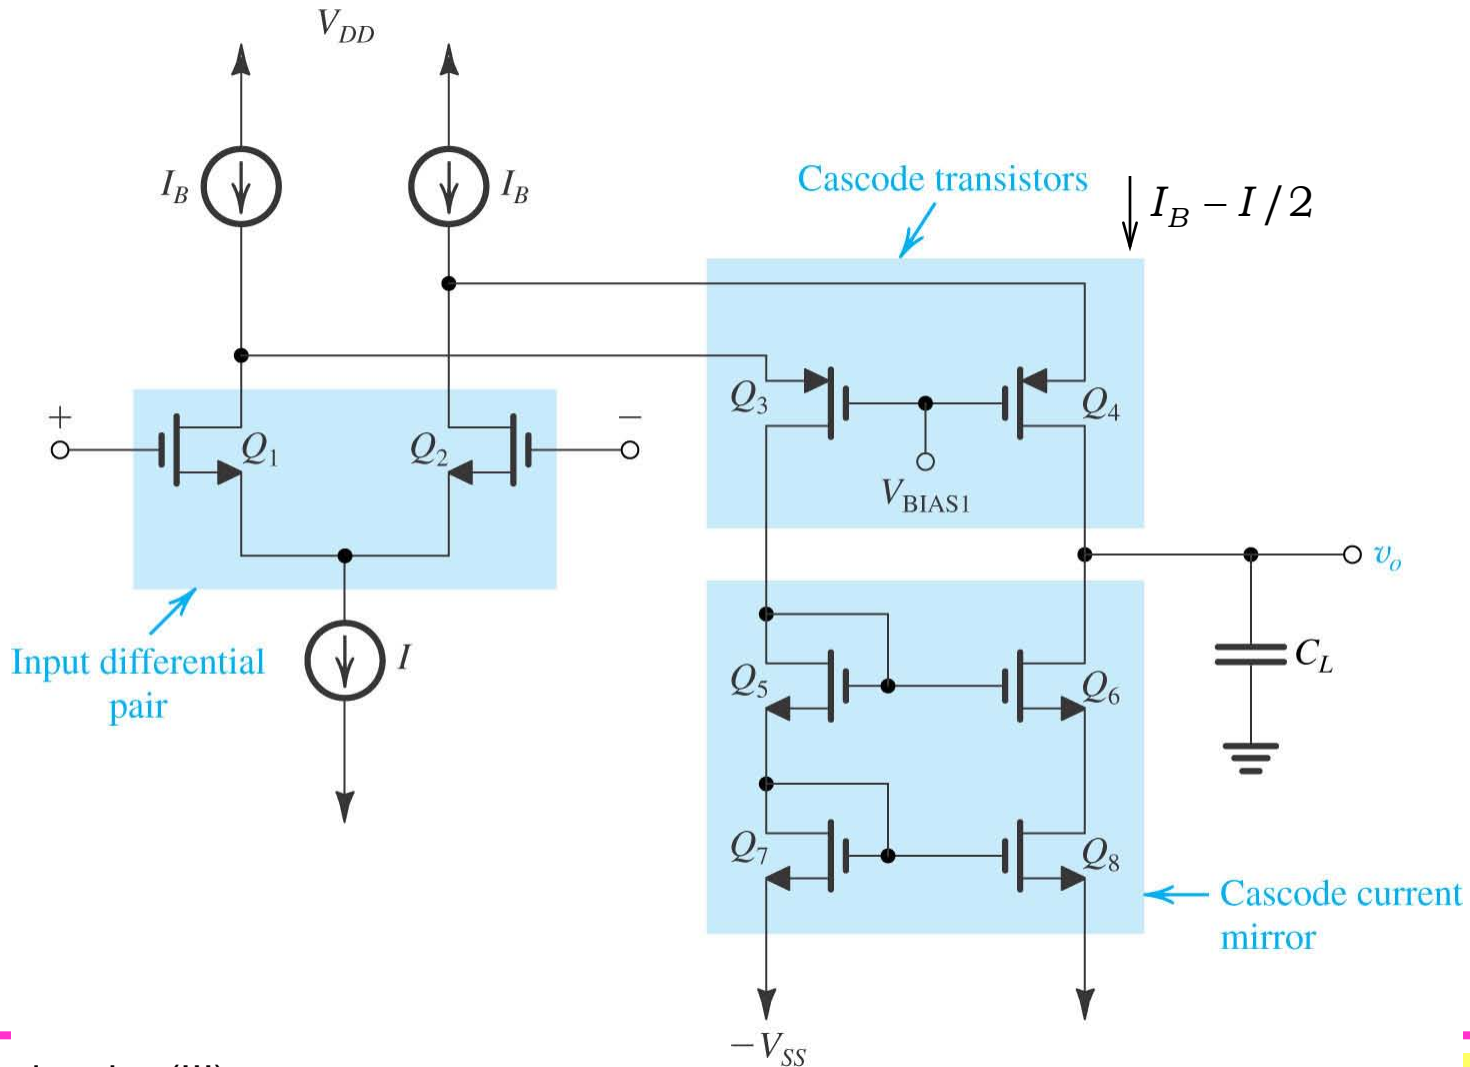 V_DD
I_B
I_B
Cascode transistors
I_B − I/2
+
−
Q_1
Q_2
Q_3
Q_4
V_BIAS1
v_o
Input differential
pair
I
Q_5
Q_6
C_L
Q_7
Q_8
Cascode current
mirror
−V_SS